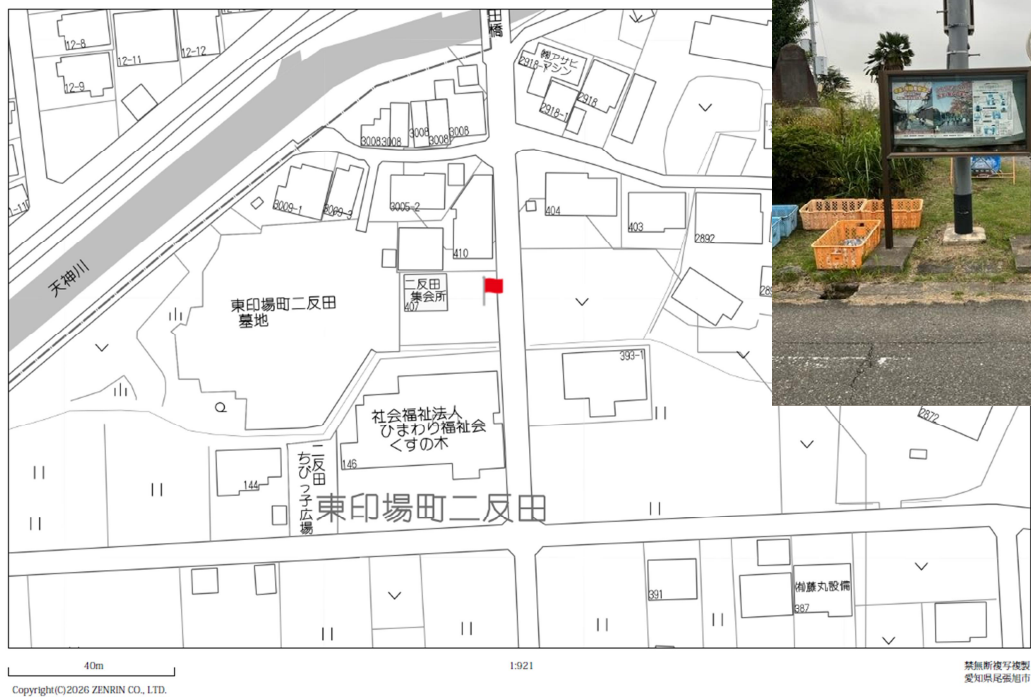 田橋
12-8
12-11
12-12
12-9
㈱アサヒ
マシン
2918-
2918
2918-1
3008
3008
3008
3008
3008
天神川
3009-1
3009-3
3005-2
410
404
403
2892
東印場町二反田
墓地
二反田
集会所
407
393-1
社会福祉法人
ひまわり福祉会
くすの木
146
144
二反田
ちびっ子広場
東印場町二反田
2872
391
㈲藤丸設備
387
40m
1:921
禁無断複写複製
愛知県尾張旭市
Copyright(C)2026 ZENRIN CO., LTD.